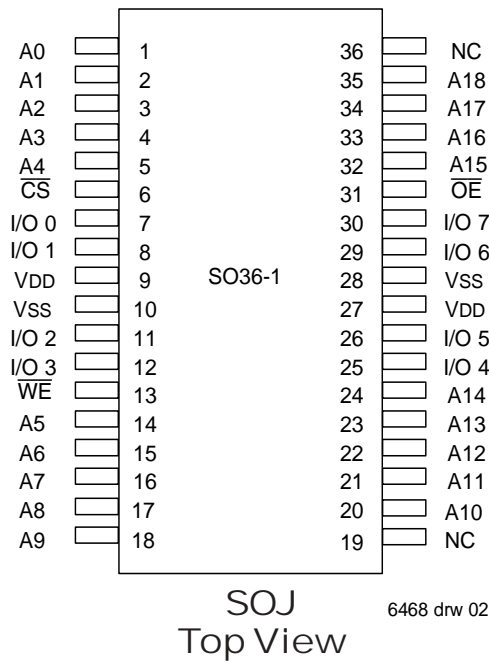 A0 1 36 NC
A1 2 35 A18
A2 3 34 A17
A3 4 33 A16
A4 5 32 A15
C̅S̅ 6 31 O̅E̅
I/O 0 7 30 I/O 7
I/O 1 8 29 I/O 6
VDD 9 SO36-1 28 VSS
VSS 10 27 VDD
I/O 2 11 26 I/O 5
I/O 3 12 25 I/O 4
W̅E̅ 13 24 A14
A5 14 23 A13
A6 15 22 A12
A7 16 21 A11
A8 17 20 A10
A9 18 19 NC
SOJ 6468 drw 02
Top View